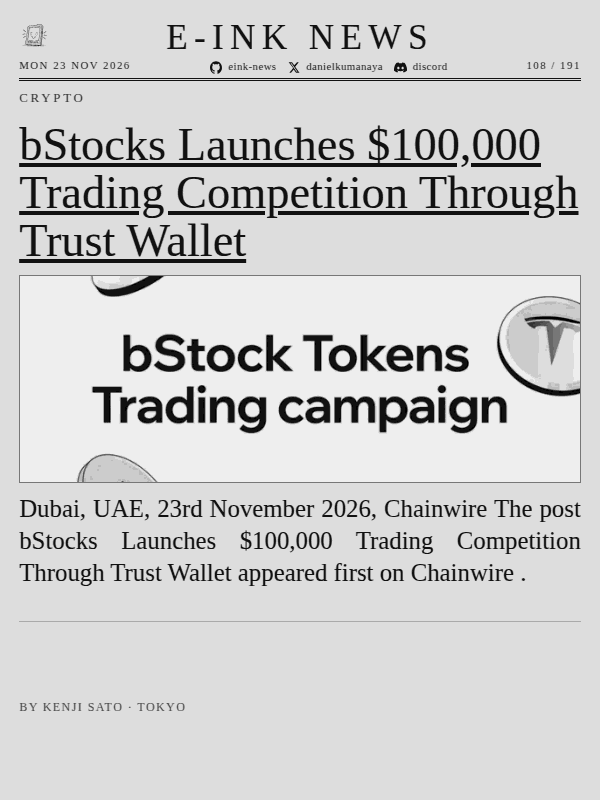 E-INK NEWS
MON 23 NOV 2026
eink-news danielkumanaya discord
108 / 191
CRYPTO
bStocks Launches $100,000
Trading Competition Through
Trust Wallet
bStock Tokens
Trading campaign
Dubai, UAE, 23rd November 2026, Chainwire The post
bStocks Launches $100,000 Trading Competition
Through Trust Wallet appeared first on Chainwire .
BY KENJI SATO · TOKYO